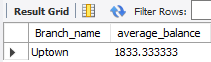 Result Grid Filter Rows:
Branch_name average_balance
Uptown 1833.333333